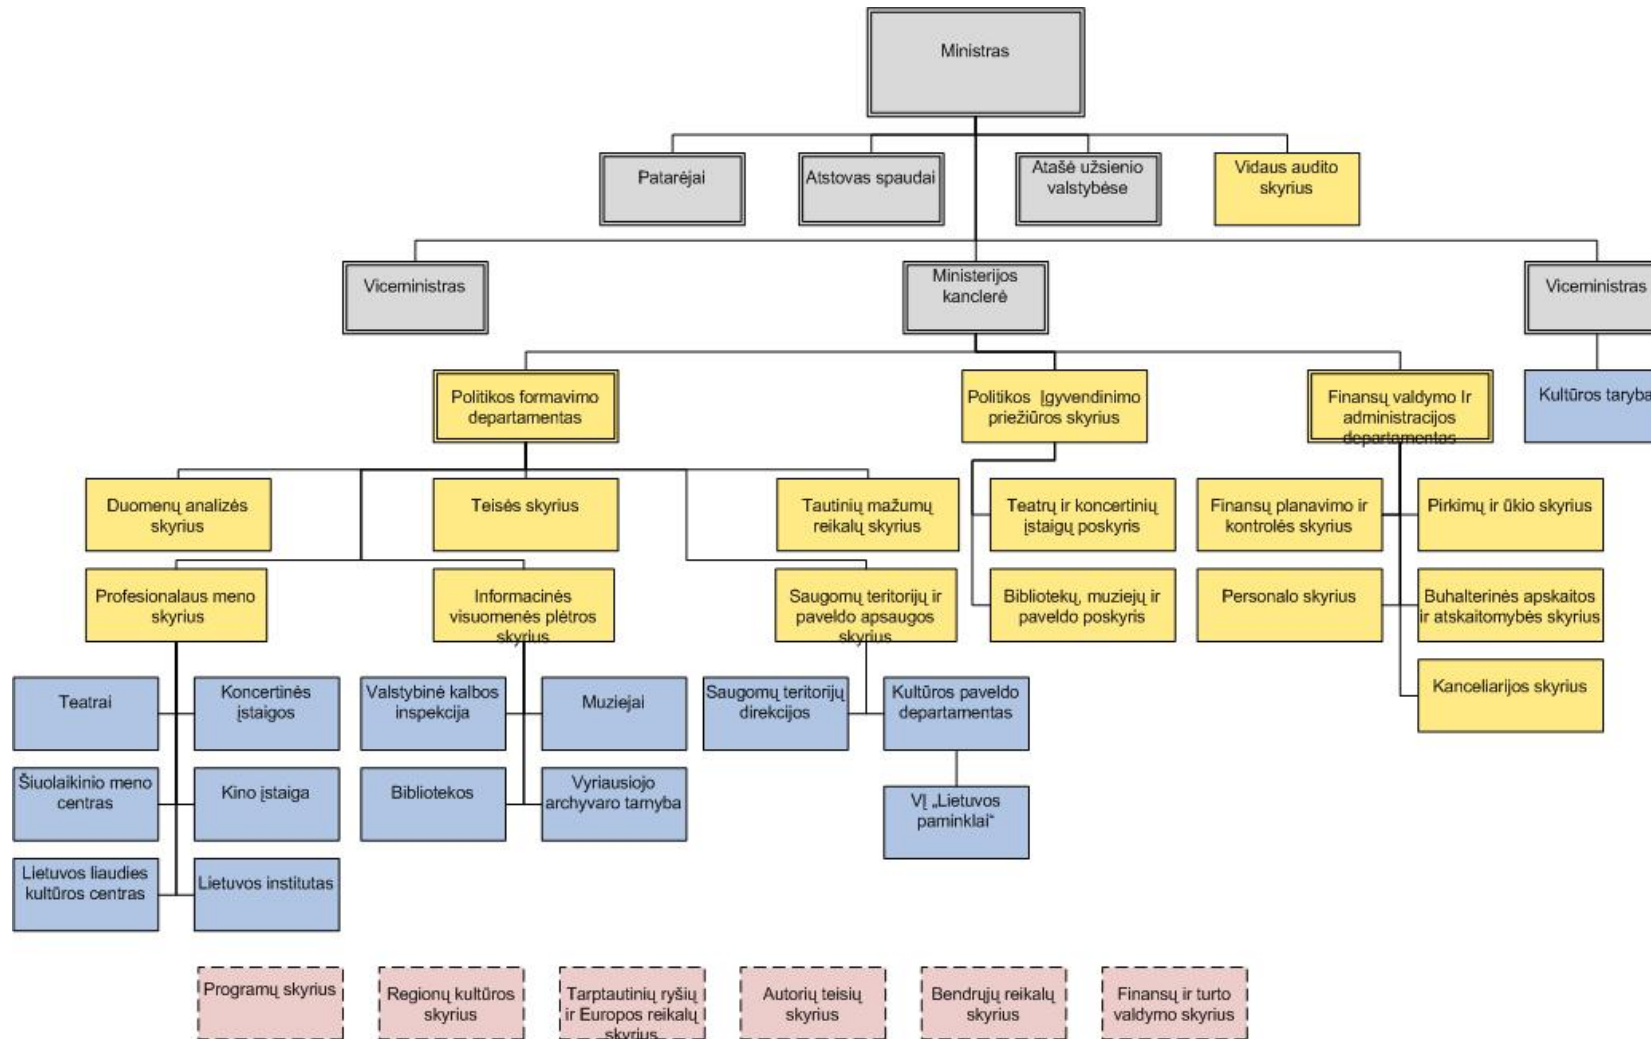 Ministras
Patarėjai
Atstovas spaudai
Atašė užsienio
valstybėse
Vidaus audito
skyrius
Viceministras
Ministerijos
kanclerė
Viceministras
Politikos formavimo
departamentas
Politikos Įgyvendinimo
priežiūros skyrius
Finansų valdymo Ir
administracijos
departamentas
Kultūros taryba
Duomenų analizės
skyrius
Teisės skyrius
Tautinių mažumų
reikalų skyrius
Teatrų ir koncertinių
įstaigų poskyris
Finansų planavimo ir
kontrolės skyrius
Pirkimų ir ūkio skyrius
Profesionalaus meno
skyrius
Informacinės
visuomenės plėtros
skyrius
Saugomų teritorijų ir
paveldo apsaugos
skyrius
Bibliotekų, muziejų ir
paveldo poskyris
Personalo skyrius
Buhalterinės apskaitos
ir atskaitomybės skyrius
Teatrai
Koncertinės
įstaigos
Valstybinė kalbos
inspekcija
Muziejai
Saugomų teritorijų
direkcijos
Kultūros paveldo
departamentas
Kanceliarijos skyrius
Šiuolaikinio meno
centras
Kino įstaiga
Bibliotekos
Vyriausiojo
archyvaro tarnyba
VĮ „Lietuvos
paminklai“
Lietuvos liaudies
kultūros centras
Lietuvos institutas
Programų skyrius
Regionų kultūros
skyrius
Tarptautinių ryšių
ir Europos reikalų
skyrius
Autorių teisių
skyrius
Bendrųjų reikalų
skyrius
Finansų ir turto
valdymo skyrius